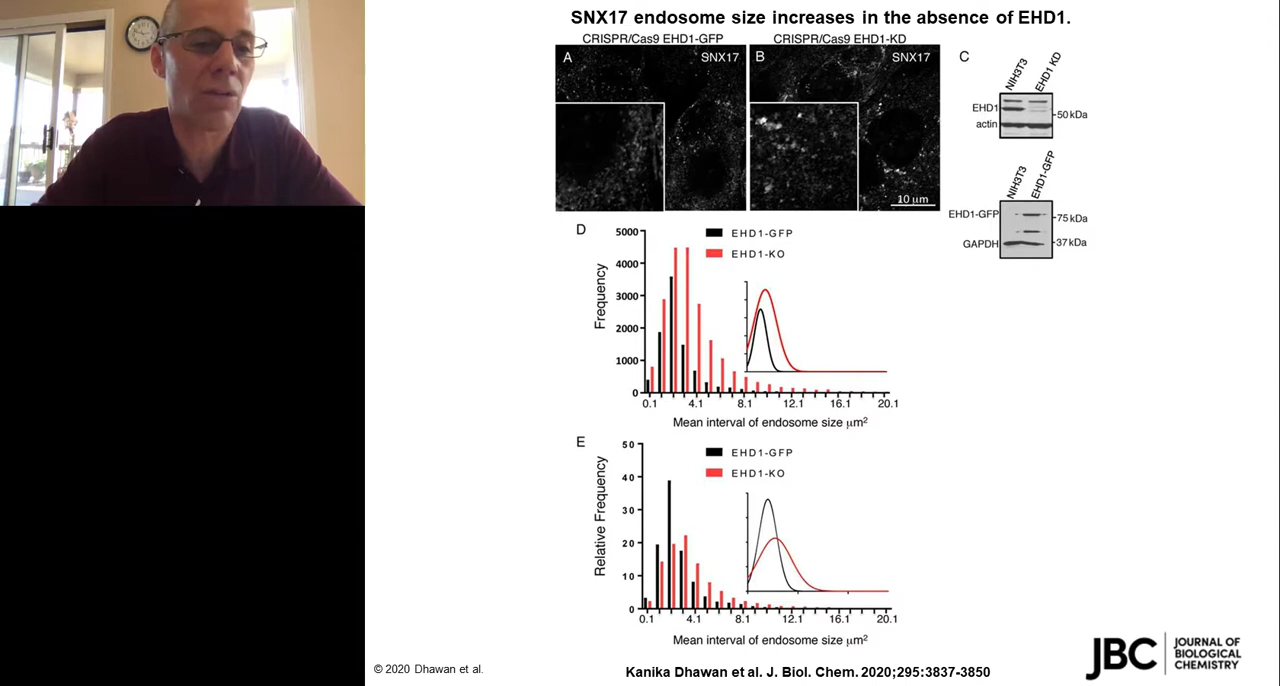 SNX17 endosome size increases in the absence of EHD1.
CRISPR/Cas9 EHD1-GFP
CRISPR/Cas9 EHD1-KD
A
SNX17
B
SNX17
10 μm
C
NIH3T3
EHD1 KD
EHD1
actin
50 kDa
NIH3T3
EHD1-GFP
EHD1-GFP
GAPDH
75 kDa
37 kDa
D
EHD1-GFP
EHD1-KO
Frequency
5000
4000
3000
2000
1000
0
0.1 4.1 8.1 12.1 16.1 20.1
Mean interval of endosome size μm²
E
EHD1-GFP
EHD1-KO
Relative Frequency
50
40
30
20
10
0
0.1 4.1 8.1 12.1 16.1 20.1
Mean interval of endosome size μm²
© 2020 Dhawan et al.
Kanika Dhawan et al. J. Biol. Chem. 2020;295:3837-3850
JBC
JOURNAL OF
BIOLOGICAL
CHEMISTRY